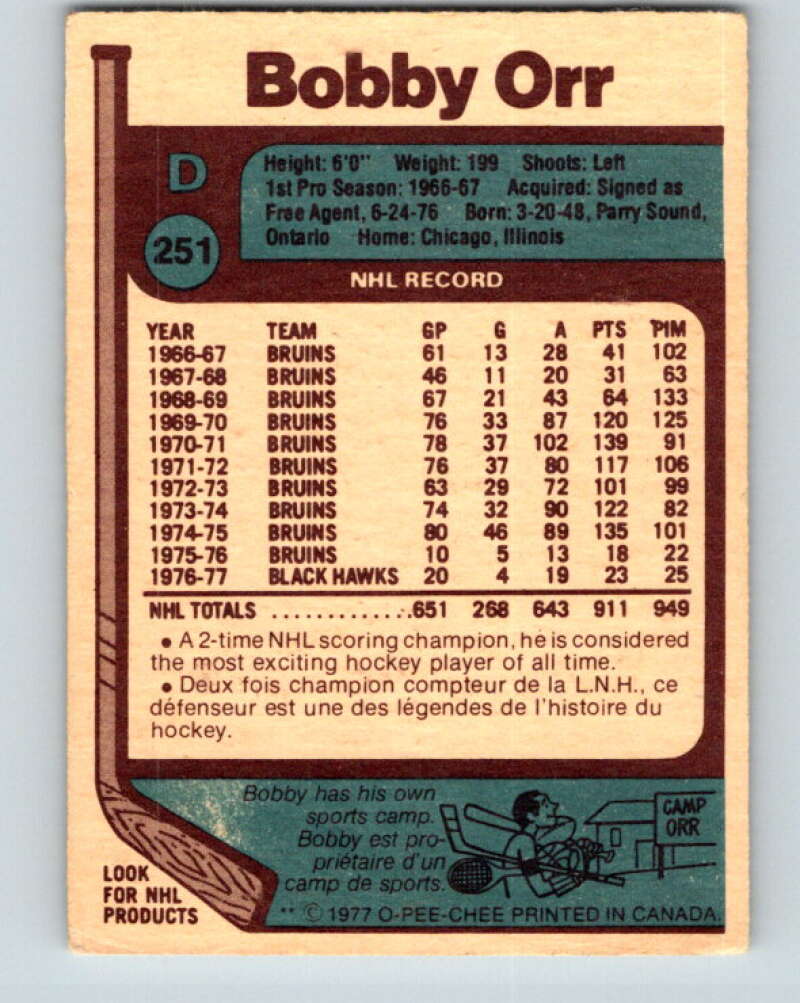 Bobby Orr
D
251
Height: 6'0" Weight: 199 Shoots: Left
1st Pro Season: 1966-67 Acquired: Signed as
Free Agent, 6-24-76 Born: 3-20-48, Parry Sound,
Ontario Home: Chicago, Illinois
NHL RECORD
YEAR TEAM GP G A PTS PIM
1966-67 BRUINS 61 13 28 41 102
1967-68 BRUINS 46 11 20 31 63
1968-69 BRUINS 67 21 43 64 133
1969-70 BRUINS 76 33 87 120 125
1970-71 BRUINS 78 37 102 139 91
1971-72 BRUINS 76 37 80 117 106
1972-73 BRUINS 63 29 72 101 99
1973-74 BRUINS 74 32 90 122 82
1974-75 BRUINS 80 46 89 135 101
1975-76 BRUINS 10 5 13 18 22
1976-77 BLACK HAWKS 20 4 19 23 25
NHL TOTALS .............651 268 643 911 949
• A 2-time NHL scoring champion, he is considered
the most exciting hockey player of all time.
• Deux fois champion compteur de la L.N.H., ce
défenseur est une des légendes de l'histoire du
hockey.
Bobby has his own
sports camp.
Bobby est pro-
priétaire d'un
camp de sports.
CAMP
ORR
LOOK
FOR NHL
PRODUCTS
** © 1977 O-PEE-CHEE PRINTED IN CANADA.